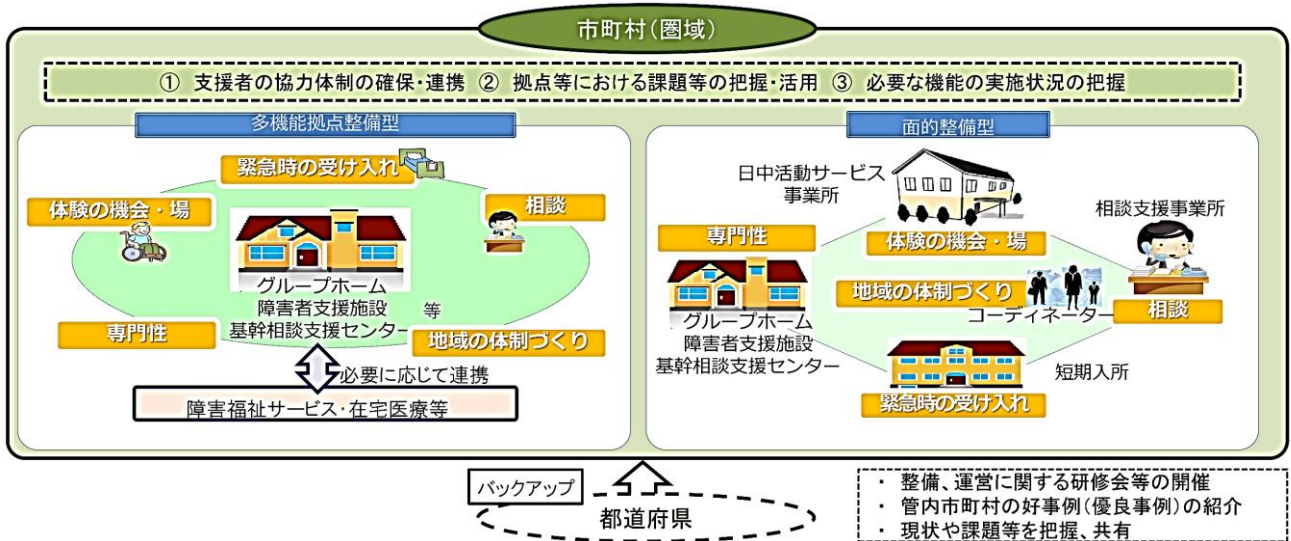 市町村(圏域)
① 支援者の協力体制の確保・連携 ② 拠点等における課題等の把握・活用 ③ 必要な機能の実施状況の把握
多機能拠点整備型
緊急時の受け入れ
体験の機会・場
相談
グループホーム
障害者支援施設
基幹相談支援センター
等
専門性
地域の体制づくり
必要に応じて連携
障害福祉サービス・在宅医療等
面的整備型
日中活動サービス
事業所
体験の機会・場
相談支援事業所
専門性
グループホーム
障害者支援施設
基幹相談支援センター
地域の体制づくり
コーディネーター
相談
短期入所
緊急時の受け入れ
バックアップ
都道府県
・ 整備、運営に関する研修会等の開催
・ 管内市町村の好事例(優良事例)の紹介
・ 現状や課題等を把握、共有